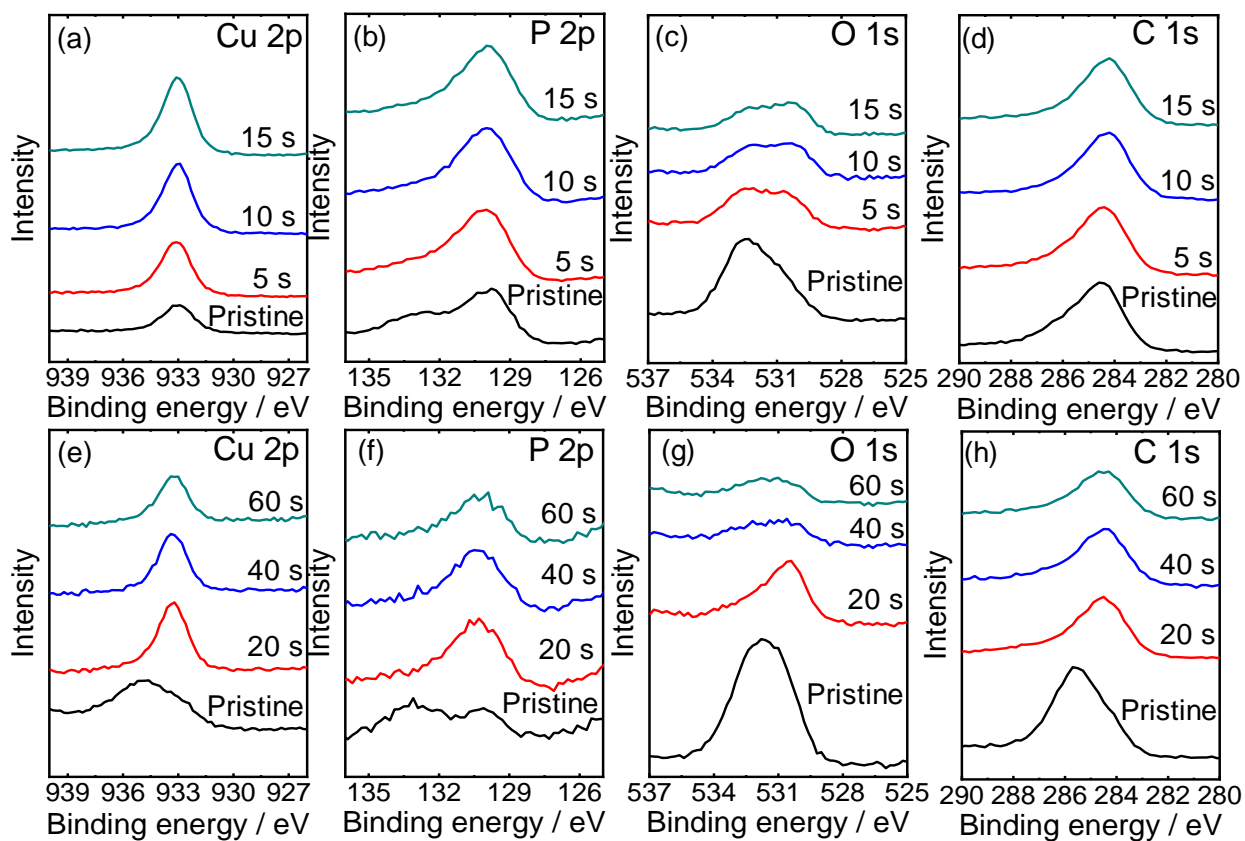 (a) Cu 2p
15 s
10 s
5 s
Pristine
Intensity
939 936 933 930 927
Binding energy / eV
(b) P 2p
15 s
10 s
5 s
Pristine
Intensity
135 132 129 126
Binding energy / eV
(c) O 1s
15 s
10 s
5 s
Pristine
Intensity
537 534 531 528 525
Binding energy / eV
(d) C 1s
15 s
10 s
5 s
Pristine
Intensity
290 288 286 284 282 280
Binding energy / eV
(e) Cu 2p
60 s
40 s
20 s
Pristine
Intensity
939 936 933 930 927
Binding energy / eV
(f) P 2p
60 s
40 s
20 s
Pristine
Intensity
135 132 129 126
Binding energy / eV
(g) O 1s
60 s
40 s
20 s
Pristine
Intensity
537 534 531 528 525
Binding energy / eV
(h) C 1s
60 s
40 s
20 s
Pristine
Intensity
290 288 286 284 282 280
Binding energy / eV